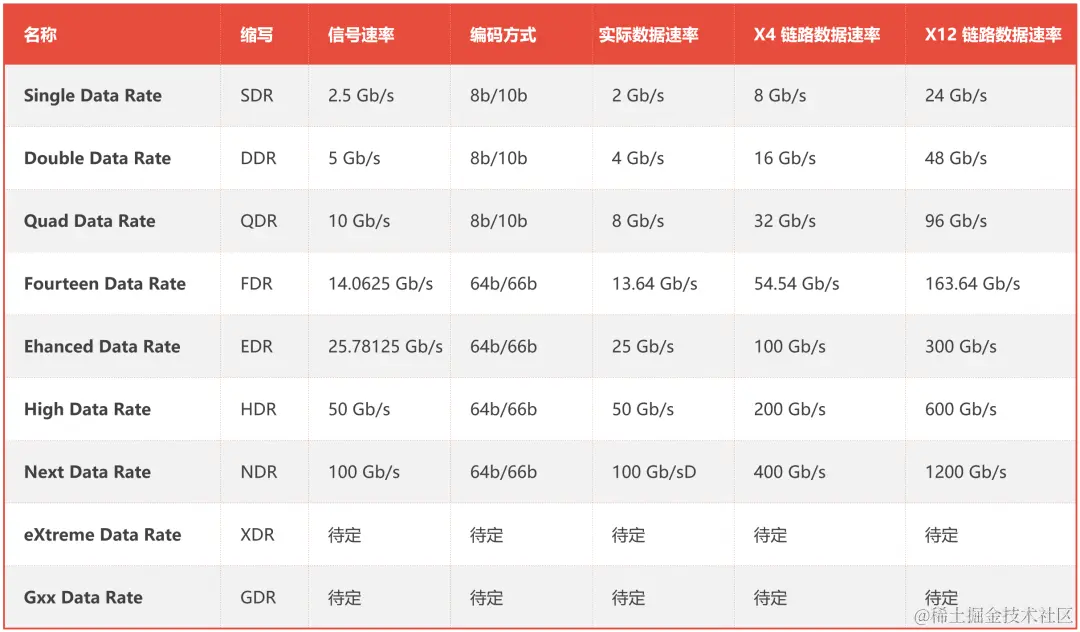 名称 缩写 信号速率 编码方式 实际数据速率 X4 链路数据速率 X12 链路数据速率
Single Data Rate SDR 2.5 Gb/s 8b/10b 2 Gb/s 8 Gb/s 24 Gb/s
Double Data Rate DDR 5 Gb/s 8b/10b 4 Gb/s 16 Gb/s 48 Gb/s
Quad Data Rate QDR 10 Gb/s 8b/10b 8 Gb/s 32 Gb/s 96 Gb/s
Fourteen Data Rate FDR 14.0625 Gb/s 64b/66b 13.64 Gb/s 54.54 Gb/s 163.64 Gb/s
Ehanced Data Rate EDR 25.78125 Gb/s 64b/66b 25 Gb/s 100 Gb/s 300 Gb/s
High Data Rate HDR 50 Gb/s 64b/66b 50 Gb/s 200 Gb/s 600 Gb/s
Next Data Rate NDR 100 Gb/s 64b/66b 100 Gb/sD 400 Gb/s 1200 Gb/s
eXtreme Data Rate XDR 待定 待定 待定 待定 待定
Gxx Data Rate GDR 待定 待定 待定 待定 待定
@稀土掘金技术社区